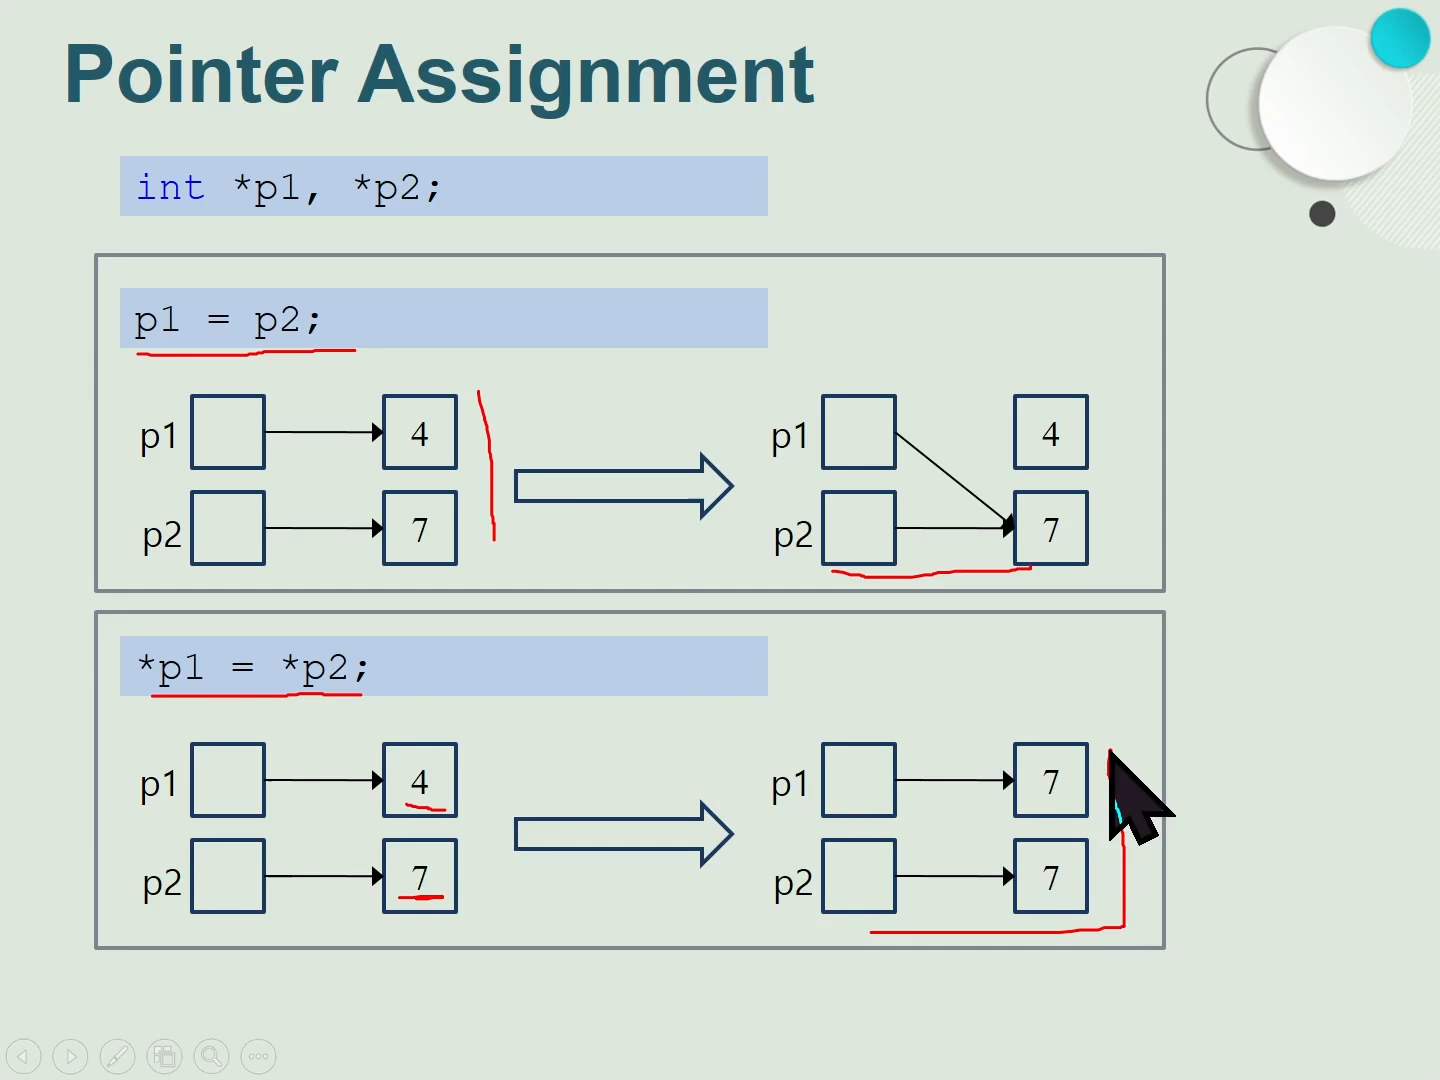 Pointer Assignment
int *p1, *p2;
p1 = p2;
p1 4
p2 7
p1 4
p2 7
*p1 = *p2;
p1 4
p2 7
p1 7
p2 7